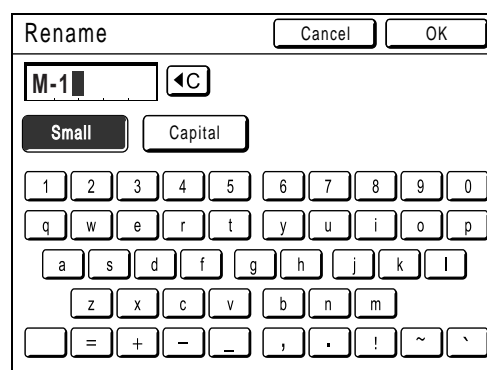 Rename Cancel OK
M-1 ◀C
Small Capital
1 2 3 4 5 6 7 8 9 0
q w e r t y u i o p
a s d f g h j k l
z x c v b n m
= + − _ , . ! ~ `